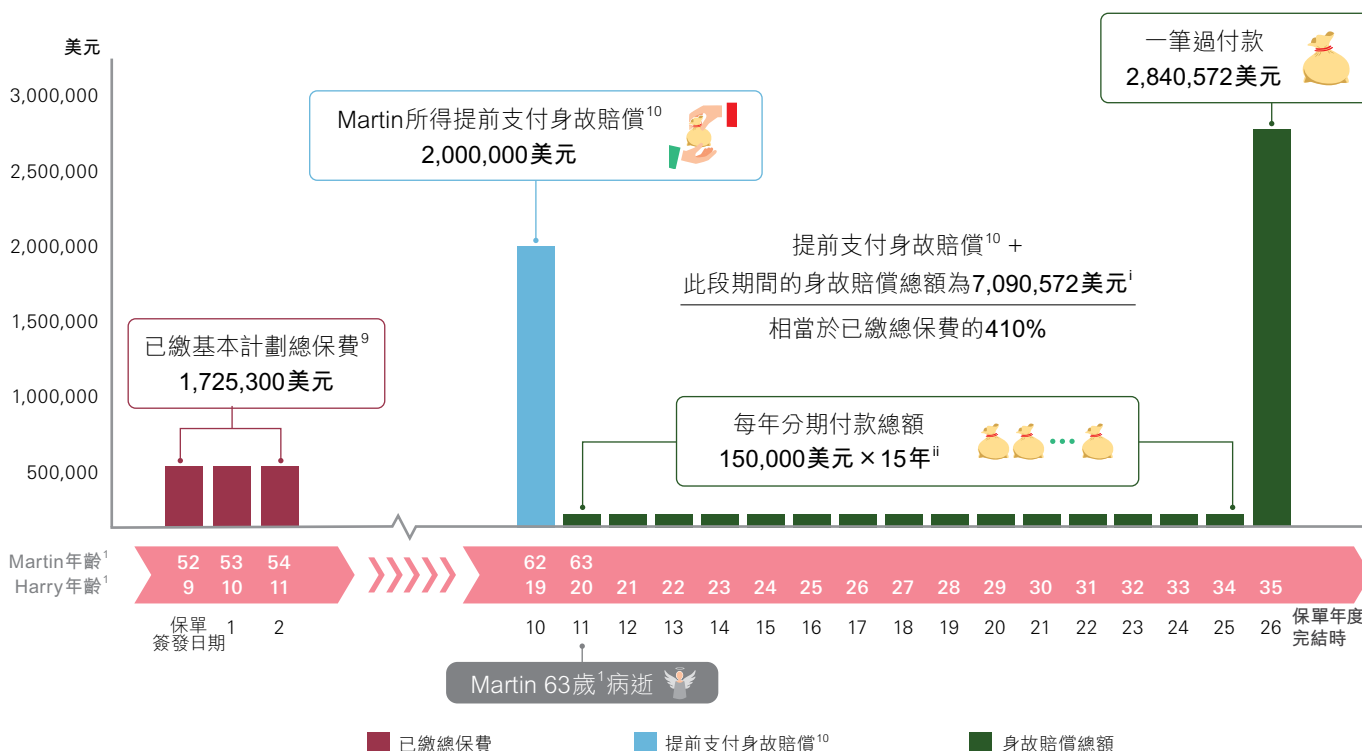 美元
3,000,000
2,500,000
2,000,000
1,500,000
1,000,000
500,000
已繳基本計劃總保費9
1,725,300美元
Martin所得提前支付身故賠償10
2,000,000美元
一筆過付款
2,840,572美元
提前支付身故賠償10 +
此段期間的身故賠償總額為7,090,572美元i
相當於已繳總保費的410%
每年分期付款總額
150,000美元 × 15年ii
Martin年齡1 52 53 54 62 63
Harry年齡1 9 10 11 19 20 21 22 23 24 25 26 27 28 29 30 31 32 33 34 35
保單
簽發日期 1 2 10 11 12 13 14 15 16 17 18 19 20 21 22 23 24 25 26 保單年度
完結時
Martin 63歲1病逝
已繳總保費 提前支付身故賠償10 身故賠償總額